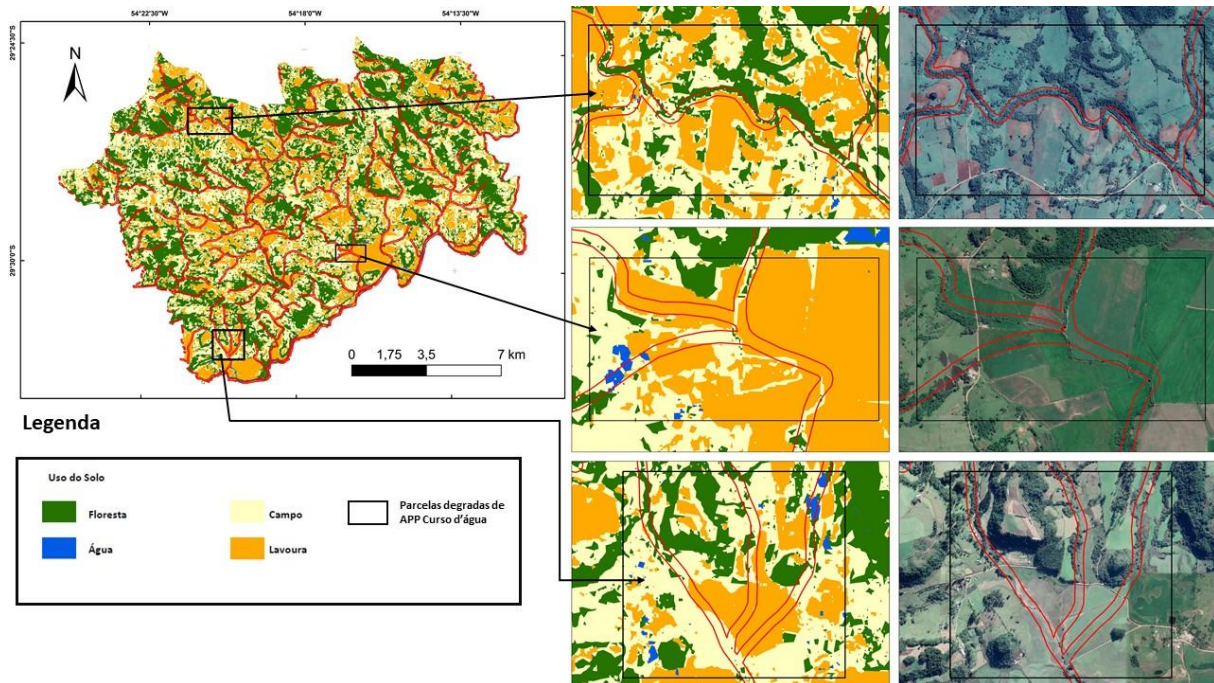 54°22'30"O 54°18'0"O 54°13'30"O
29°24'30"S
N
29°30'0"S
0 1,75 3,5 7 km
Legenda
Uso do Solo
Floresta
Campo
Parcelas degradas de
APP Curso d'água
Água
Lavoura